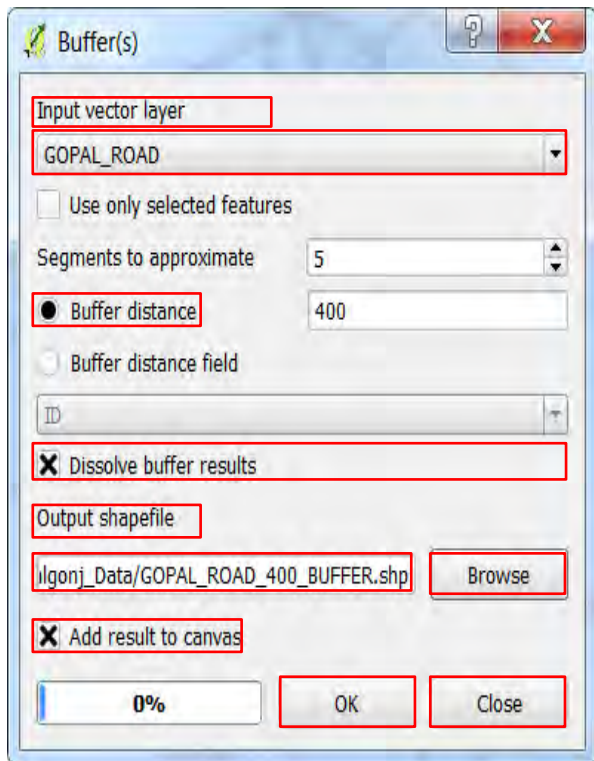 Buffer(s)
Input vector layer
GOPAL_ROAD
Use only selected features
Segments to approximate 5
Buffer distance 400
Buffer distance field
ID
Dissolve buffer results
Output shapefile
ilgonj_Data/GOPAL_ROAD_400_BUFFER.shp Browse
Add result to canvas
0% OK Close